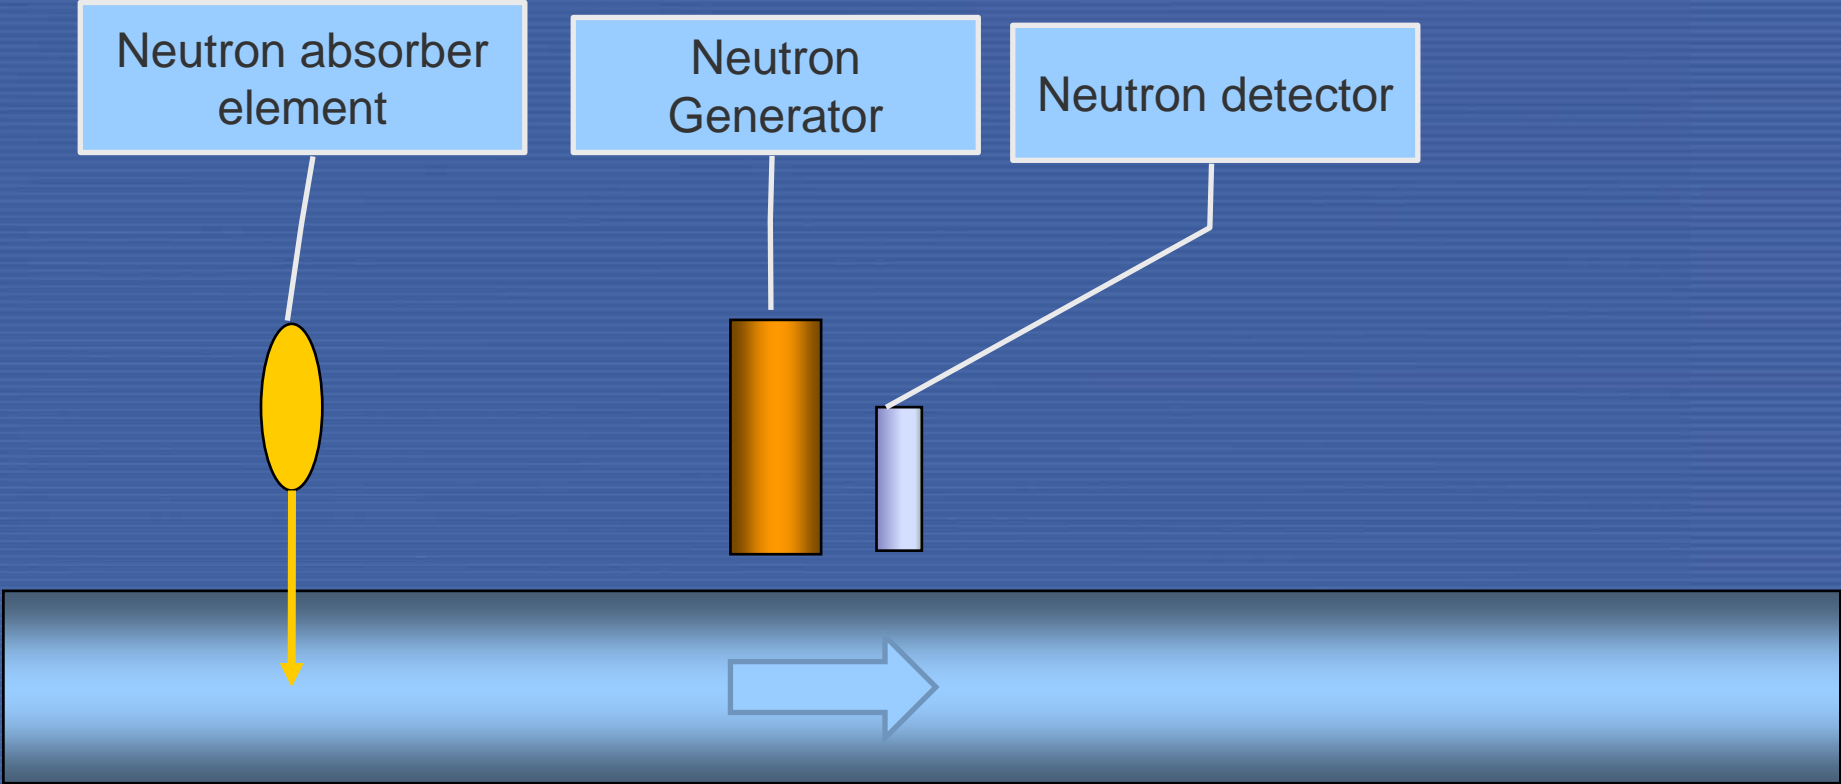 Neutron absorber
element
Neutron
Generator
Neutron detector